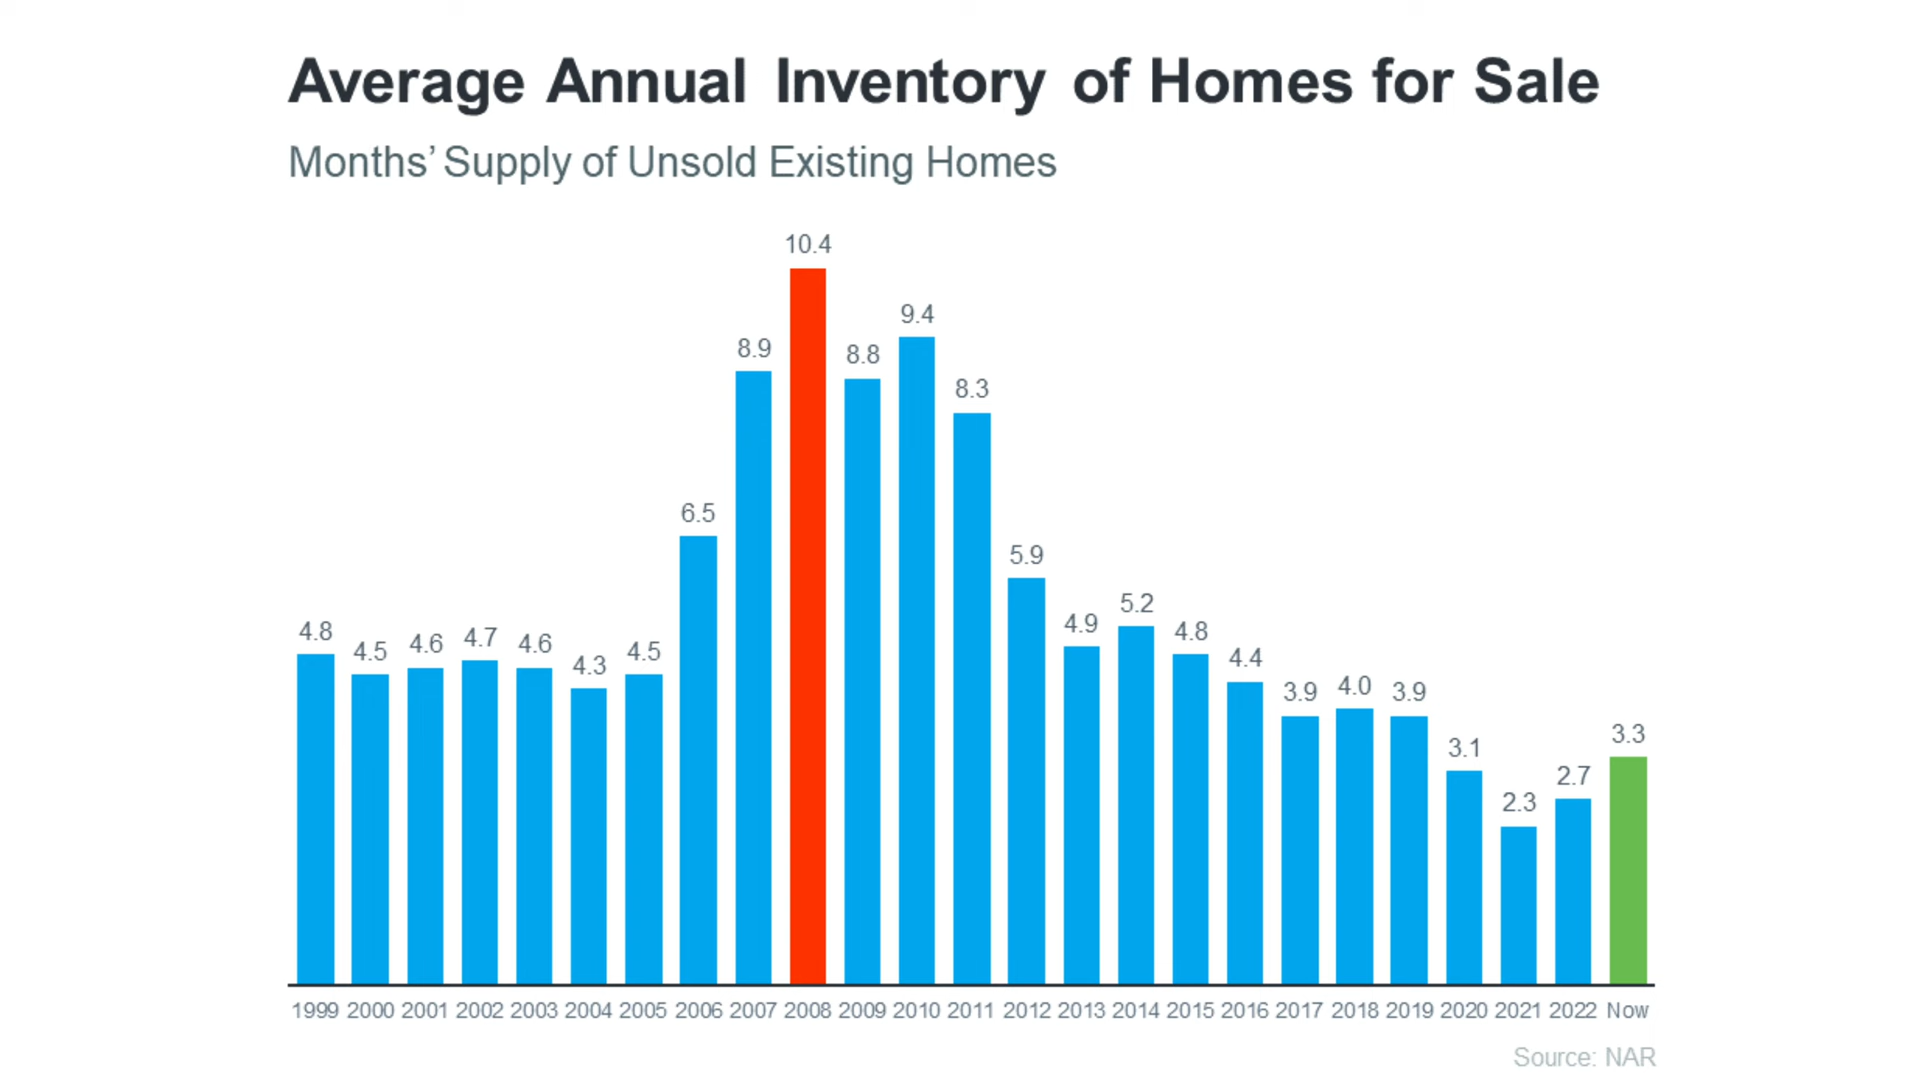 Average Annual Inventory of Homes for Sale
Months’ Supply of Unsold Existing Homes
4.8 4.5 4.6 4.7 4.6 4.3 4.5 6.5 8.9 10.4 8.8 9.4 8.3 5.9 4.9 5.2 4.8 4.4 3.9 4.0 3.9 3.1 2.3 2.7 3.3
1999 2000 2001 2002 2003 2004 2005 2006 2007 2008 2009 2010 2011 2012 2013 2014 2015 2016 2017 2018 2019 2020 2021 2022 Now
Source: NAR